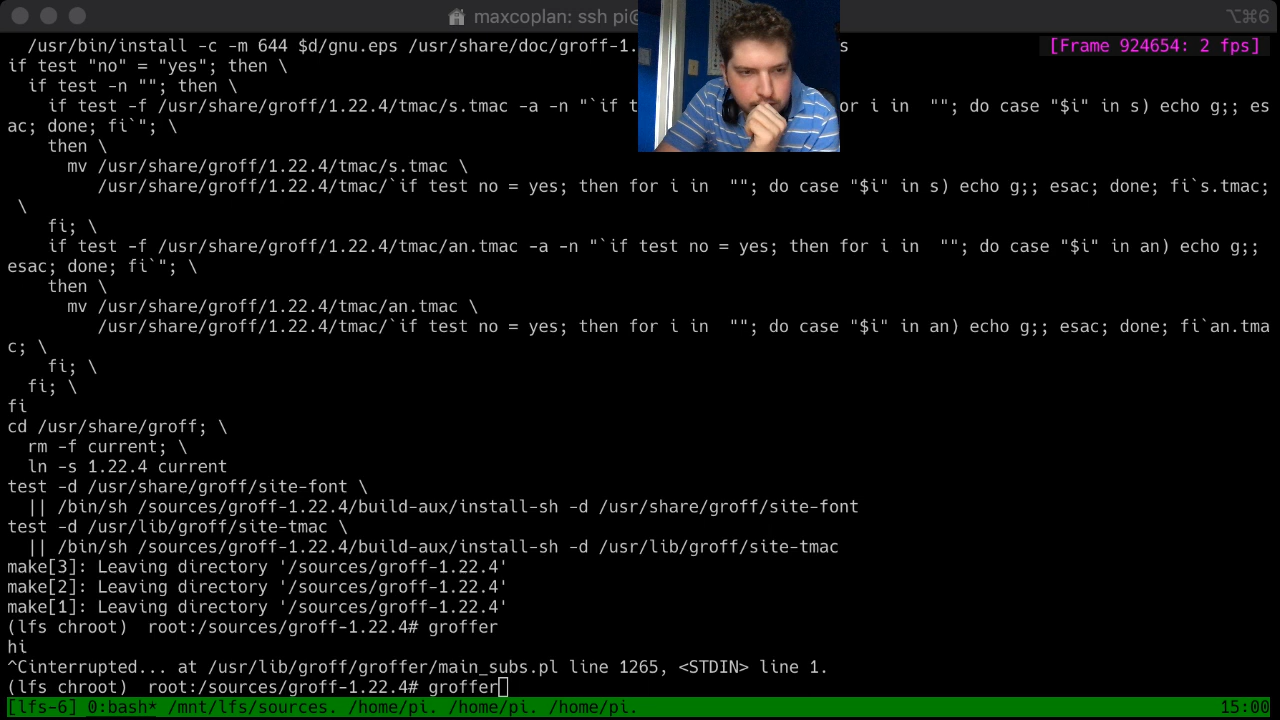 maxcoplan: ssh pi@
⌥⌘6
/usr/bin/install -c -m 644 $d/gnu.eps /usr/share/doc/groff-1. s
[Frame 924654: 2 fps]
if test "no" = "yes"; then \
if test -n ""; then \
if test -f /usr/share/groff/1.22.4/tmac/s.tmac -a -n "`if t or i in  ""; do case "$i" in s) echo g;; es
ac; done; fi`"; \
then \
mv /usr/share/groff/1.22.4/tmac/s.tmac \
/usr/share/groff/1.22.4/tmac/`if test no = yes; then for i in  ""; do case "$i" in s) echo g;; esac; done; fi`s.tmac;
\
fi; \
if test -f /usr/share/groff/1.22.4/tmac/an.tmac -a -n "`if test no = yes; then for i in  ""; do case "$i" in an) echo g;;
esac; done; fi`"; \
then \
mv /usr/share/groff/1.22.4/tmac/an.tmac \
/usr/share/groff/1.22.4/tmac/`if test no = yes; then for i in  ""; do case "$i" in an) echo g;; esac; done; fi`an.tma
c; \
fi; \
fi; \
fi
cd /usr/share/groff; \
rm -f current; \
ln -s 1.22.4 current
test -d /usr/share/groff/site-font \
|| /bin/sh /sources/groff-1.22.4/build-aux/install-sh -d /usr/share/groff/site-font
test -d /usr/lib/groff/site-tmac \
|| /bin/sh /sources/groff-1.22.4/build-aux/install-sh -d /usr/lib/groff/site-tmac
make[3]: Leaving directory '/sources/groff-1.22.4'
make[2]: Leaving directory '/sources/groff-1.22.4'
make[1]: Leaving directory '/sources/groff-1.22.4'
(lfs chroot)  root:/sources/groff-1.22.4# groffer
hi
^Cinterrupted... at /usr/lib/groff/groffer/main_subs.pl line 1265, <STDIN> line 1.
(lfs chroot)  root:/sources/groff-1.22.4# groffer
[lfs-6] 0:bash* /mnt/lfs/sources. /home/pi. /home/pi. /home/pi. 15:00